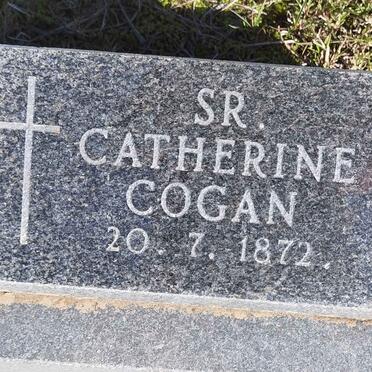 SR.
CATHERINE
COGAN
20. 7. 1872.